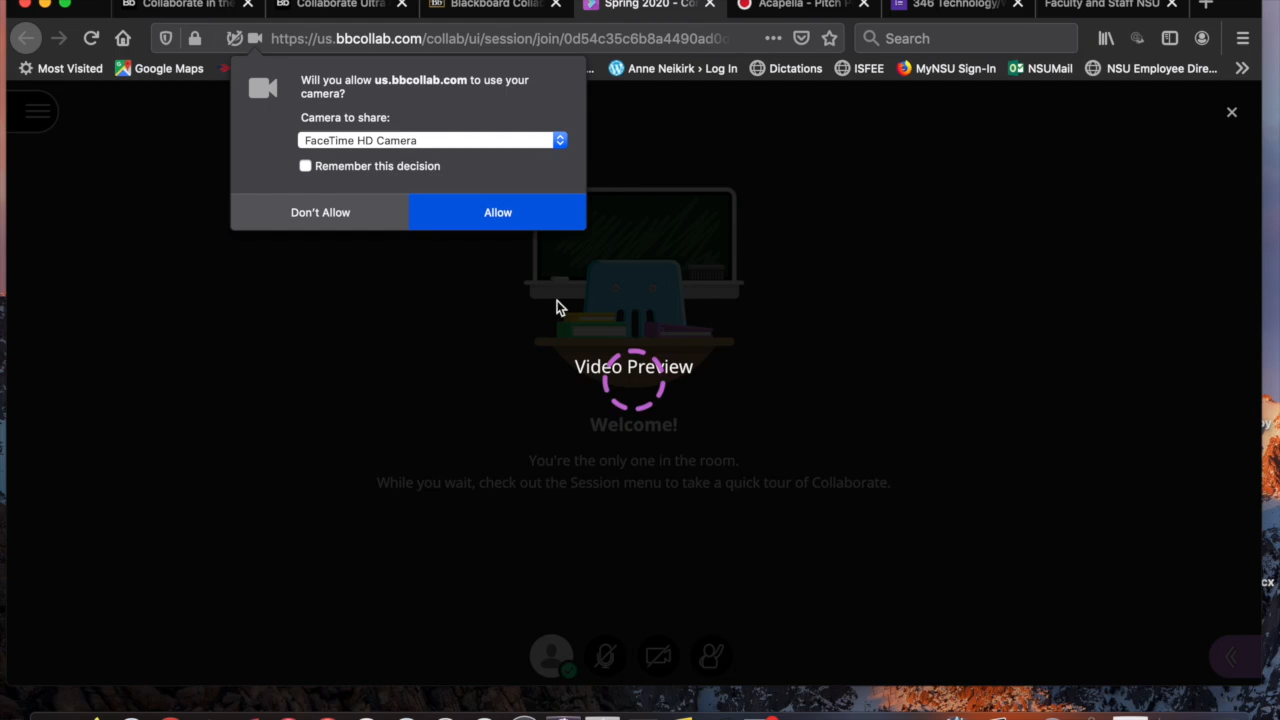 Collaborate in the
Collaborate Ultra
Blackboard Colla
Spring 2020 - Co
Acapella - Pitch P
346 Technology/
Faculty and Staff NSU
https://us.bbcollab.com/collab/ui/session/join/0d54c35c6b8a4490ad0
Search
Most Visited
Google Maps
Anne Neikirk › Log In
Dictations
ISFEE
MyNSU Sign-In
NSUMail
NSU Employee Dire...
Will you allow us.bbcollab.com to use your
camera?
Camera to share:
FaceTime HD Camera
Remember this decision
Don't Allow
Allow
Video Preview
Welcome!
You're the only one in the room.
While you wait, check out the Session menu to take a quick tour of Collaborate.